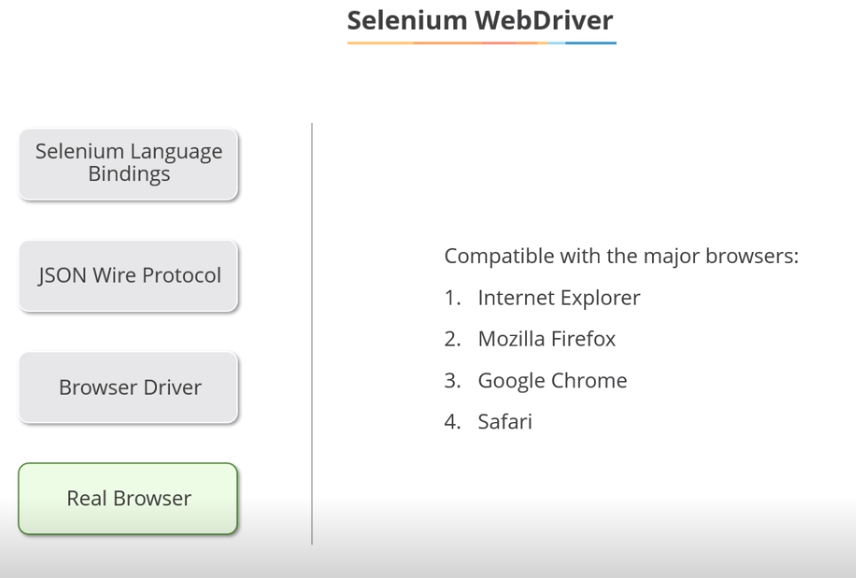 Selenium WebDriver
Selenium Language
Bindings
JSON Wire Protocol
Browser Driver
Real Browser
Compatible with the major browsers:
1. Internet Explorer
2. Mozilla Firefox
3. Google Chrome
4. Safari